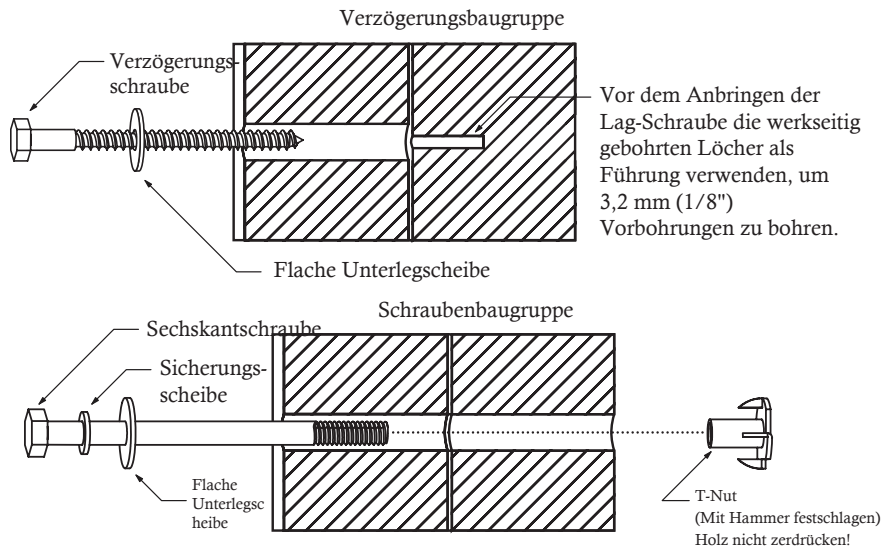 Verzögerungsbaugruppe
Verzögerungs-
schraube
Vor dem Anbringen der
Lag-Schraube die werkseitig
gebohrten Löcher als
Führung verwenden, um
3,2 mm (1/8")
Vorbohrungen zu bohren.
Flache Unterlegscheibe
Schraubenbaugruppe
Sechskantschraube
Sicherungs-
scheibe
Flache
Unterlegsc
heibe
T-Nut
(Mit Hammer festschlagen)
Holz nicht zerdrücken!